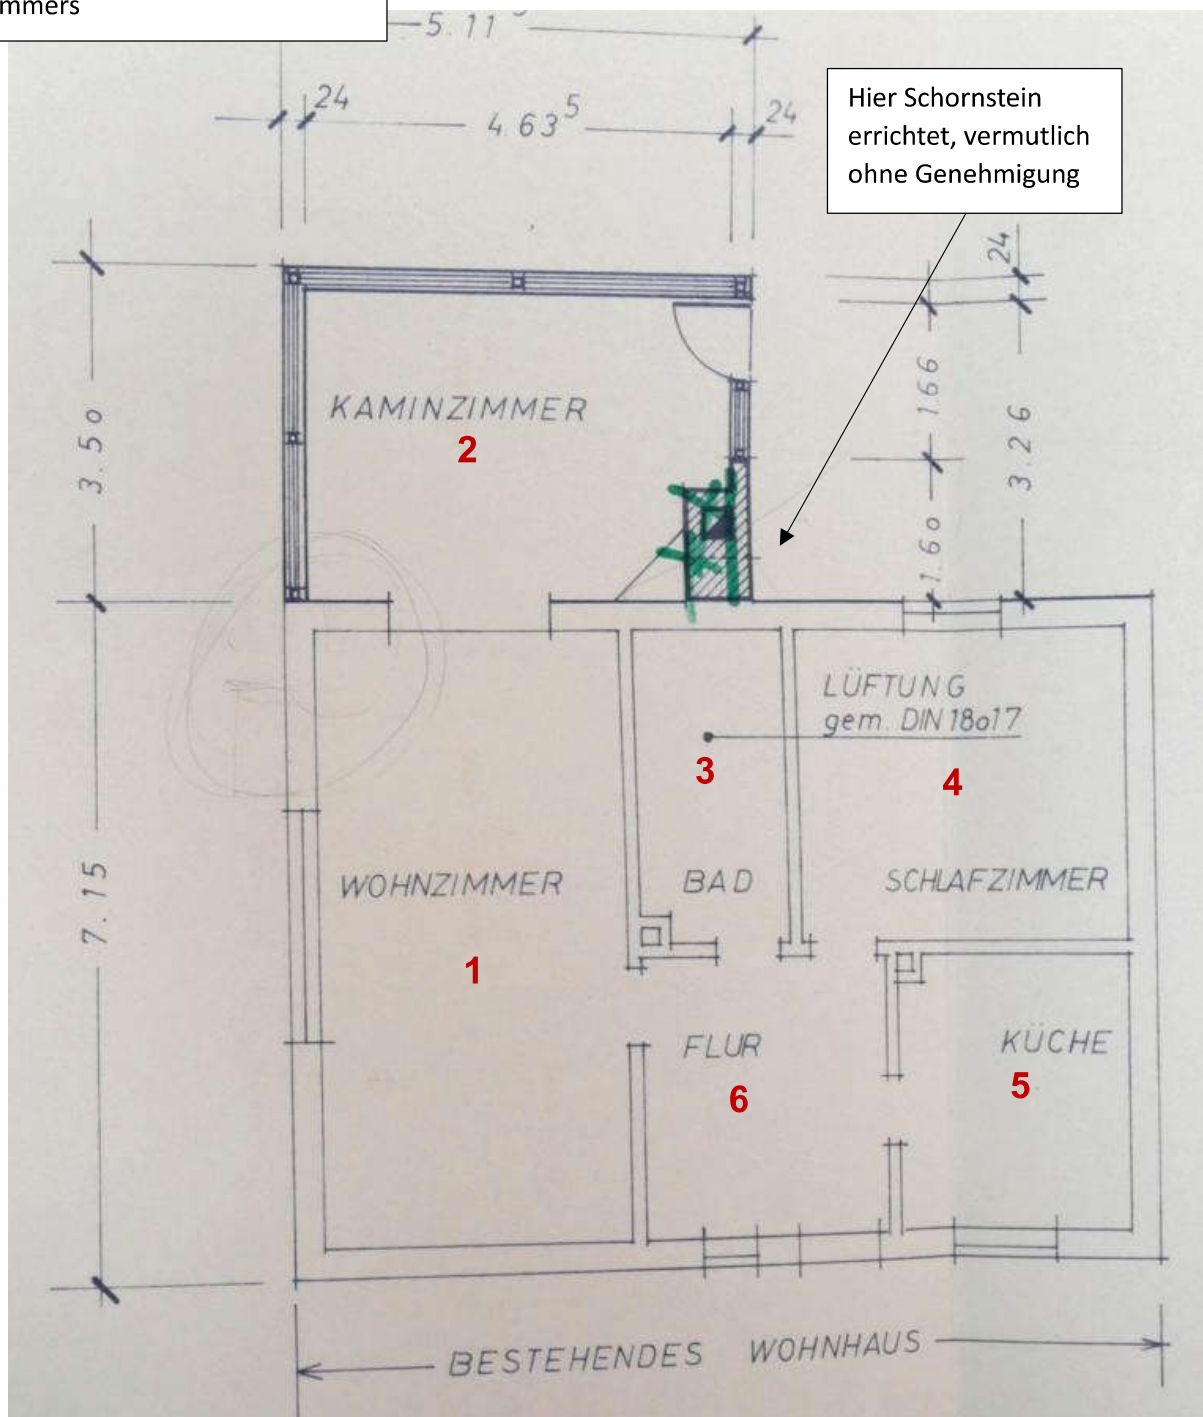 mmers
5.11
24
4.63⁵
24
Hier Schornstein
errichtet, vermutlich
ohne Genehmigung
24
1.66
3.26
1.60
3.50
7.15
KAMINZIMMER
2
LÜFTUNG
gem. DIN 18o17
3
4
WOHNZIMMER
BAD
SCHLAFZIMMER
1
FLUR
KÜCHE
6
5
BESTEHENDES WOHNHAUS